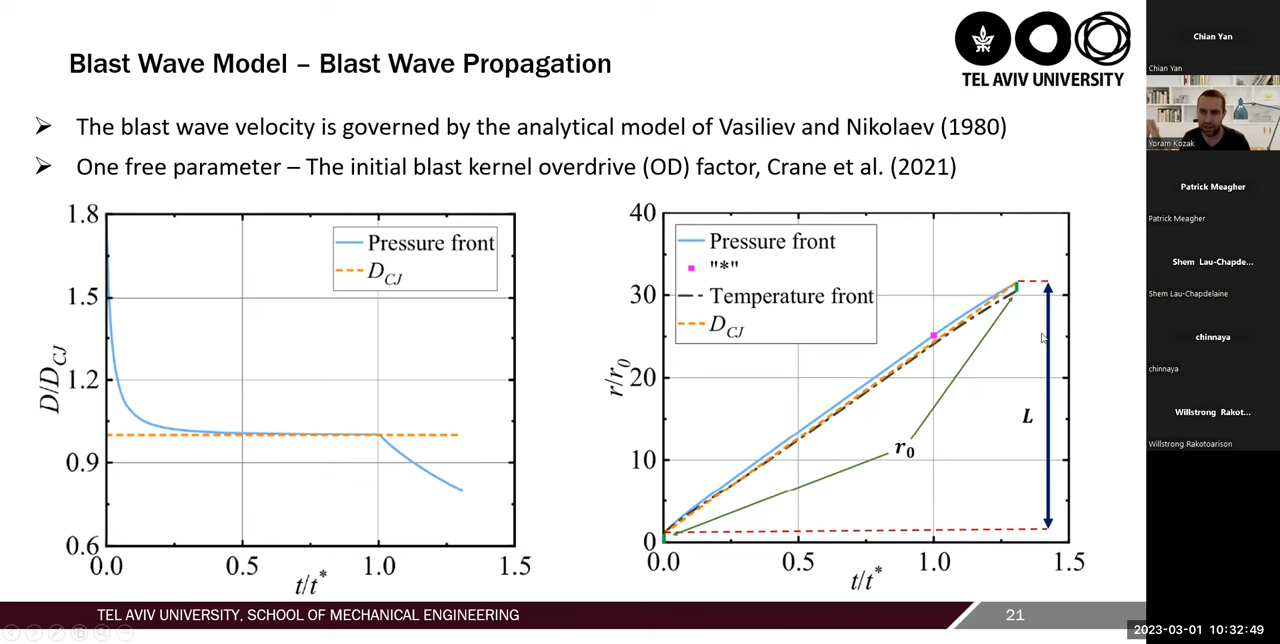 Blast Wave Model – Blast Wave Propagation
TEL AVIV UNIVERSITY
➢ The blast wave velocity is governed by the analytical model of Vasiliev and Nikolaev (1980)
➢ One free parameter – The initial blast kernel overdrive (OD) factor, Crane et al. (2021)
1.8
1.5
1.2
0.9
0.6
D/D_CJ
Pressure front
D_CJ
0.0 0.5 1.0 1.5
t/t*
40
30
20
10
0
r/r₀
Pressure front
"*"
Temperature front
D_CJ
r₀
L
0.0 0.5 1.0 1.5
t/t*
TEL AVIV UNIVERSITY, SCHOOL OF MECHANICAL ENGINEERING
21
Chian Yan
Chian Yan
Yoram Kozak
Patrick Meagher
Patrick Meagher
Shem Lau-Chapde...
Shem Lau-Chapdelaine
chinnaya
chinnaya
Willstrong Rakot...
Willstrong Rakotoarison
2023-03-01 10:32:49